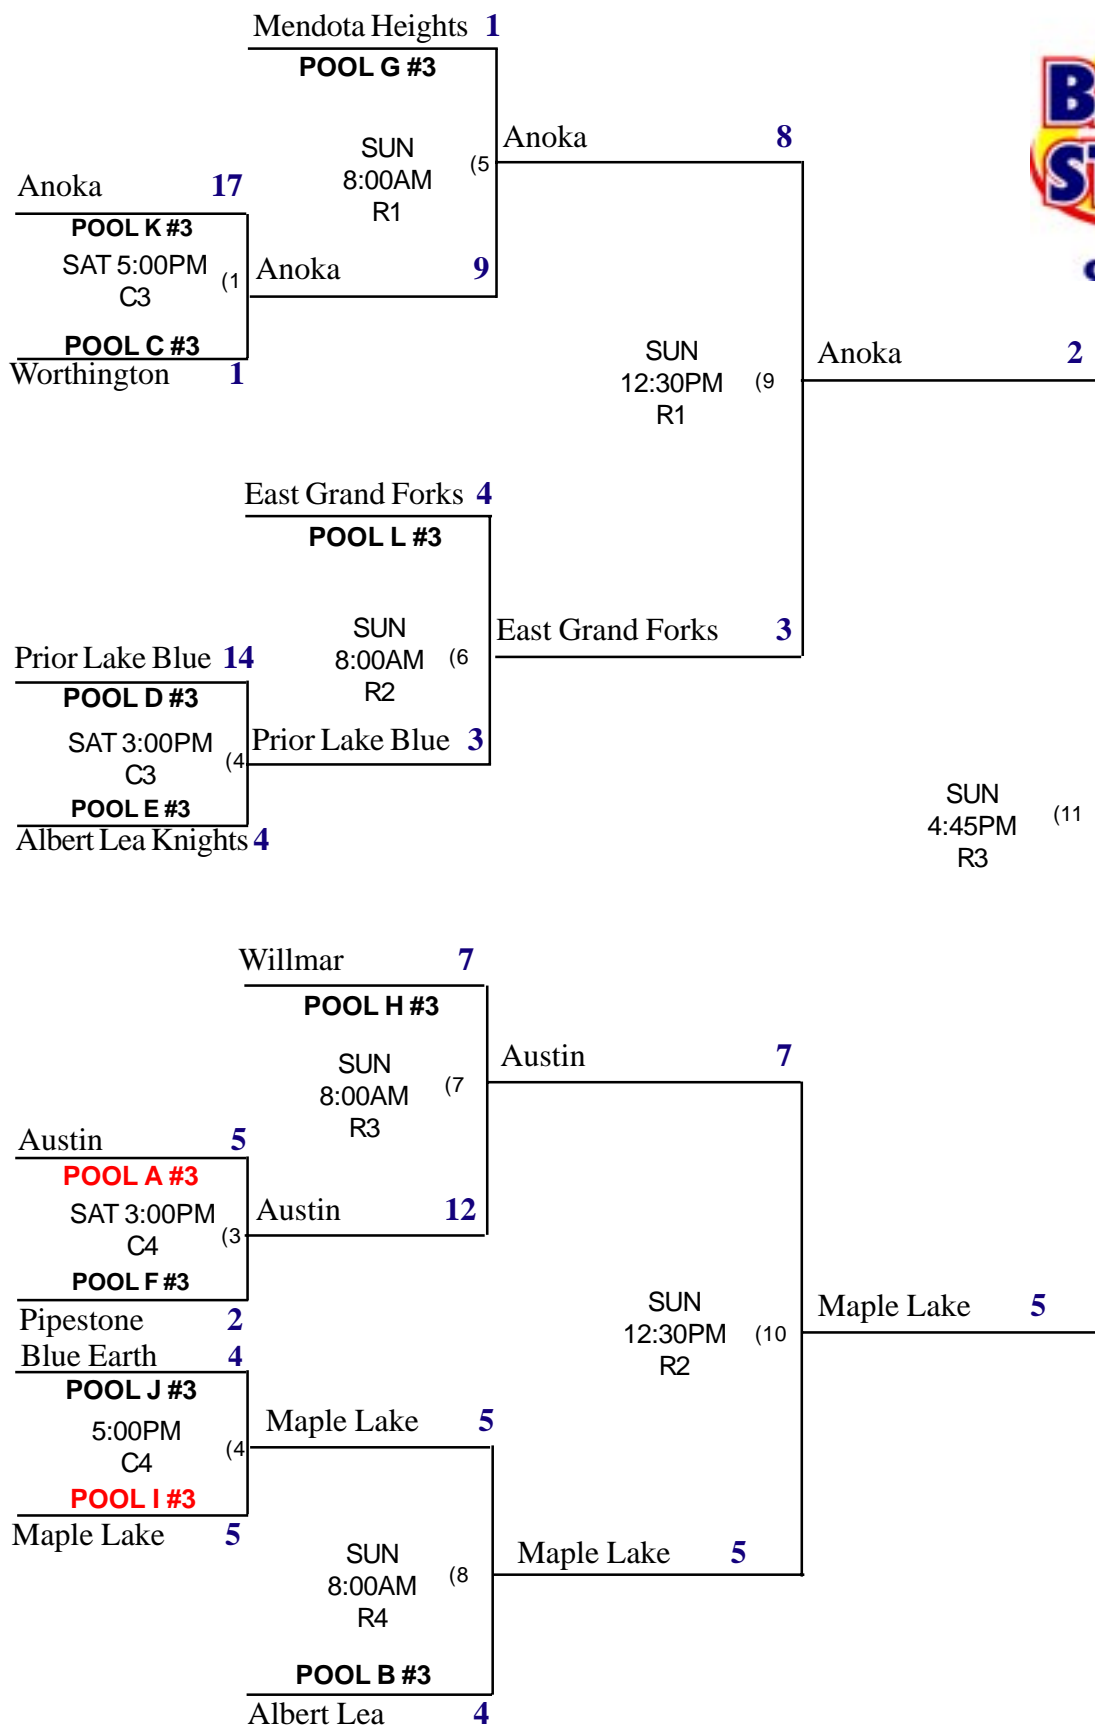 Mendota Heights 1
POOL G #3
SUN
8:00AM
R1
(5
Anoka 8
Anoka 17
POOL K #3
SAT 5:00PM
C3
(1
Anoka 9
POOL C #3
Worthington 1
SUN
12:30PM
R1
(9
Anoka 2
East Grand Forks 4
POOL L #3
SUN
8:00AM
R2
(6
East Grand Forks 3
Prior Lake Blue 14
POOL D #3
SAT 3:00PM
C3
(4
Prior Lake Blue 3
POOL E #3
Albert Lea Knights 4
SUN
4:45PM
R3
(11
Willmar 7
POOL H #3
SUN
8:00AM
R3
(7
Austin 7
Austin 5
POOL A #3
SAT 3:00PM
C4
(3
Austin 12
POOL F #3
Pipestone 2
SUN
12:30PM
R2
(10
Maple Lake 5
Blue Earth 4
POOL J #3
5:00PM
C4
(4
Maple Lake 5
POOL I #3
Maple Lake 5
SUN
8:00AM
R4
(8
Maple Lake 5
POOL B #3
Albert Lea 4